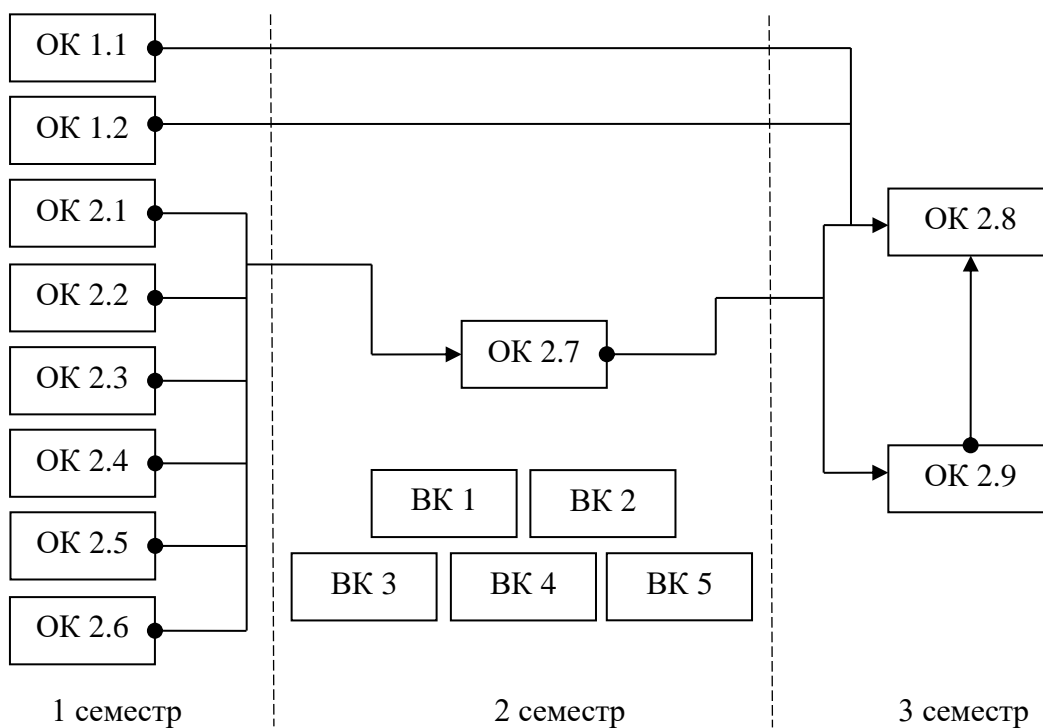 ОК 1.1
ОК 1.2
ОК 2.1
ОК 2.8
ОК 2.2
ОК 2.7
ОК 2.3
ОК 2.4
ОК 2.9
ВК 1
ВК 2
ОК 2.5
ВК 3
ВК 4
ВК 5
ОК 2.6
1 семестр
2 семестр
3 семестр